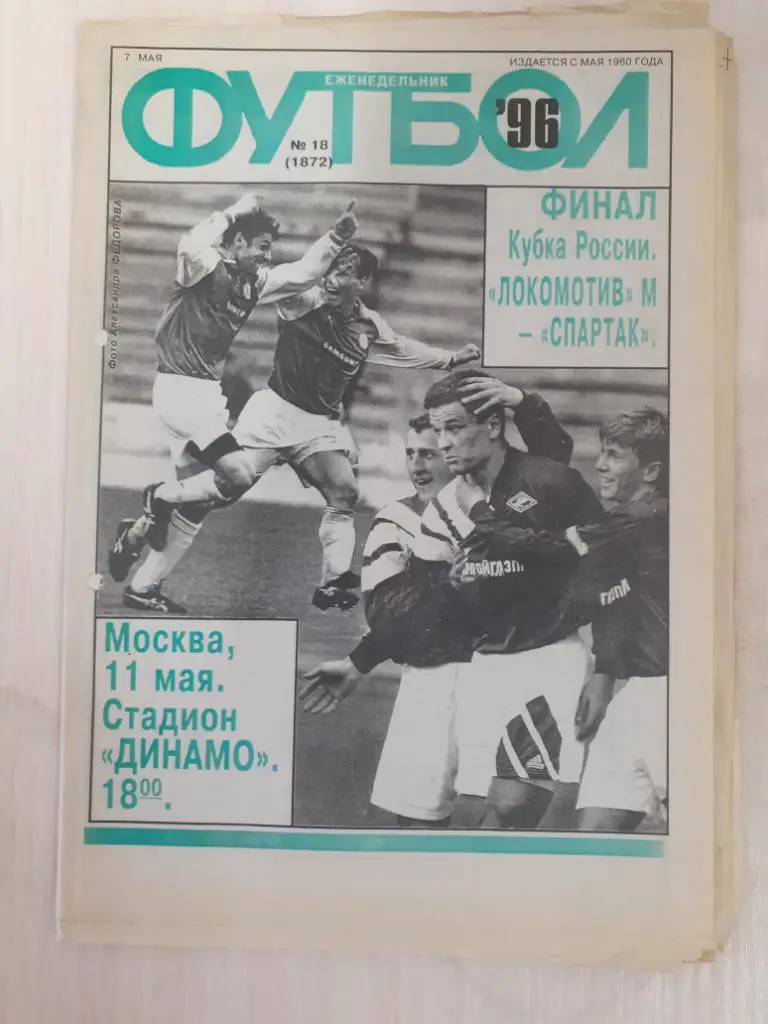 7 МАЯ
ИЗДАЕТСЯ С МАЯ 1960 ГОДА
ЕЖЕНЕДЕЛЬНИК
ФУТБОЛ
'96
№ 18
(1872)
Фото Александра ФЕДОРОВА
ФИНАЛ
Кубка России.
«ЛОКОМОТИВ» М
– «СПАРТАК».
SAMSUNG
Москва,
11 мая.
Стадион
«ДИНАМО».
18 00.